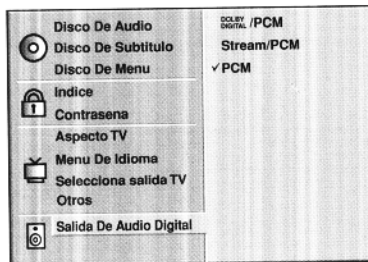 Disco De Audio
Disco De Subtitulo
Disco De Menu
Indice
Contrasena
Aspecto TV
Menu De Idioma
Selecciona salida TV
Otros
Salida De Audio Digital
DOLBY DIGITAL /PCM
Stream/PCM
✓PCM